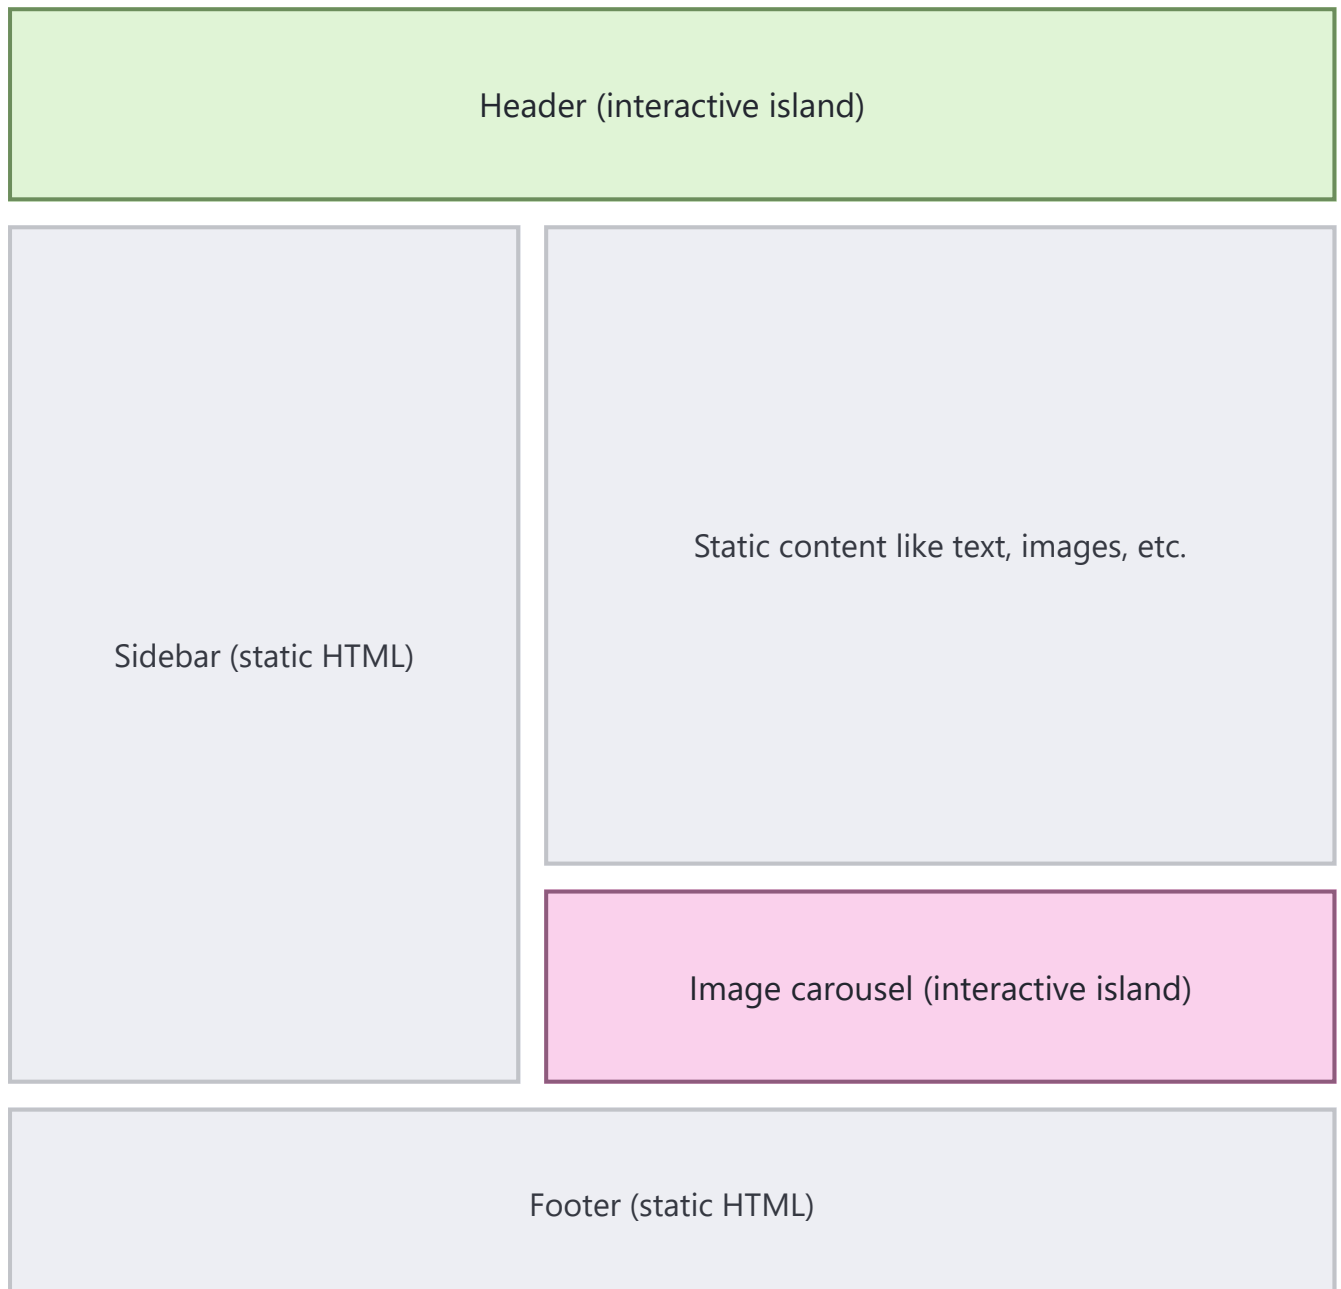 Header (interactive island)
Sidebar (static HTML)
Static content like text, images, etc.
Image carousel (interactive island)
Footer (static HTML)